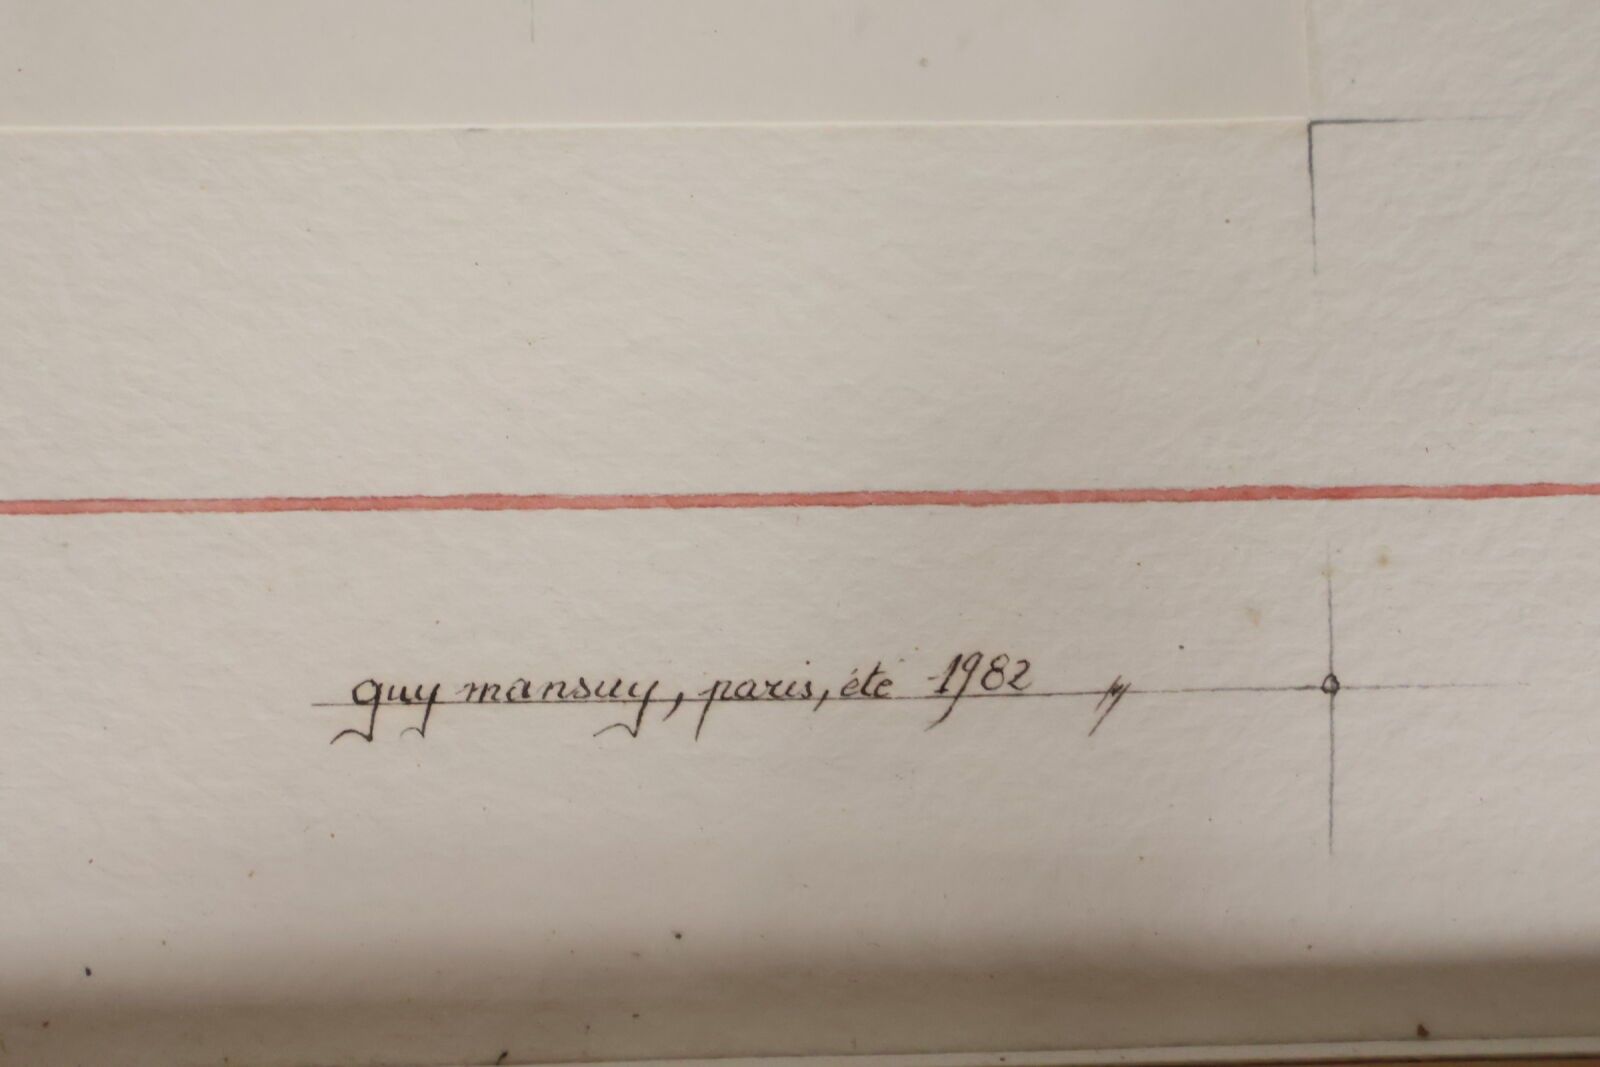 guy mansuy, paris, été 1982 "